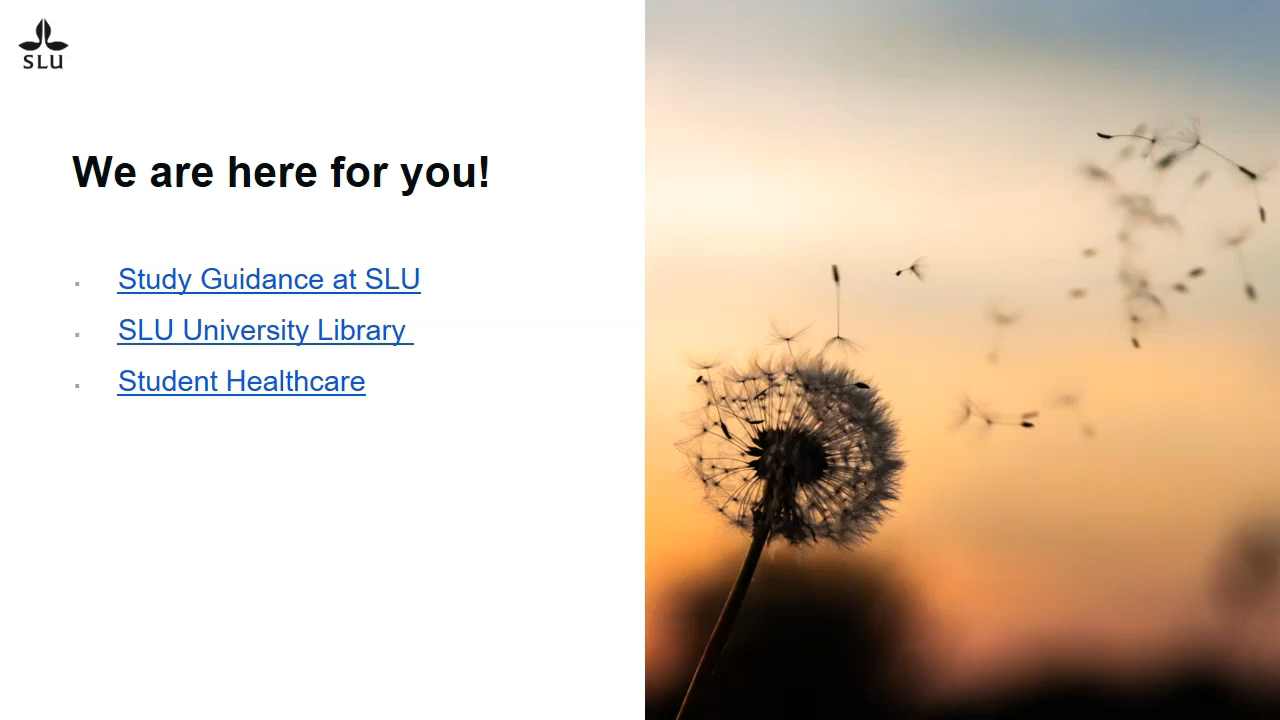 SLU
We are here for you!
Study Guidance at SLU
SLU University Library
Student Healthcare